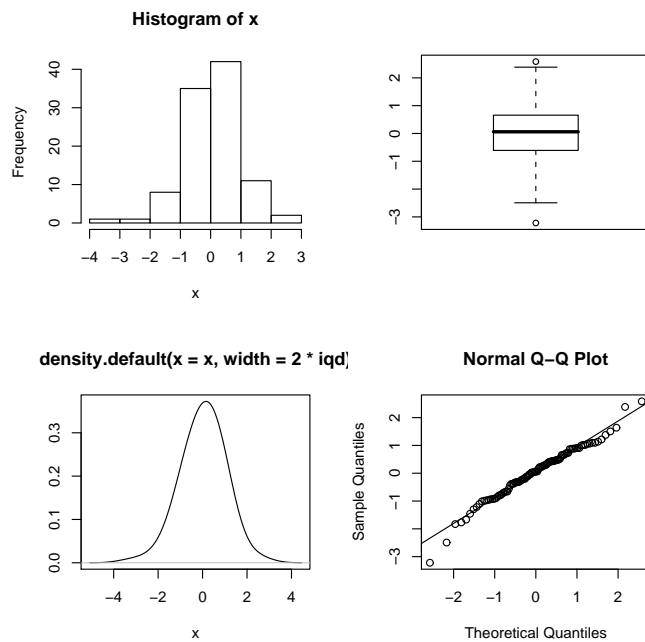 Histogram of x
Frequency
40
30
20
10
0
−4 −3 −2 −1 0 1 2 3
x
2
1
0
−1
−3
density.default(x = x, width = 2 * iqd)
0.3
0.2
0.1
0.0
−4 −2 0 2 4
x
Normal Q−Q Plot
Sample Quantiles
2
1
0
−1
−3
−2 −1 0 1 2
Theoretical Quantiles